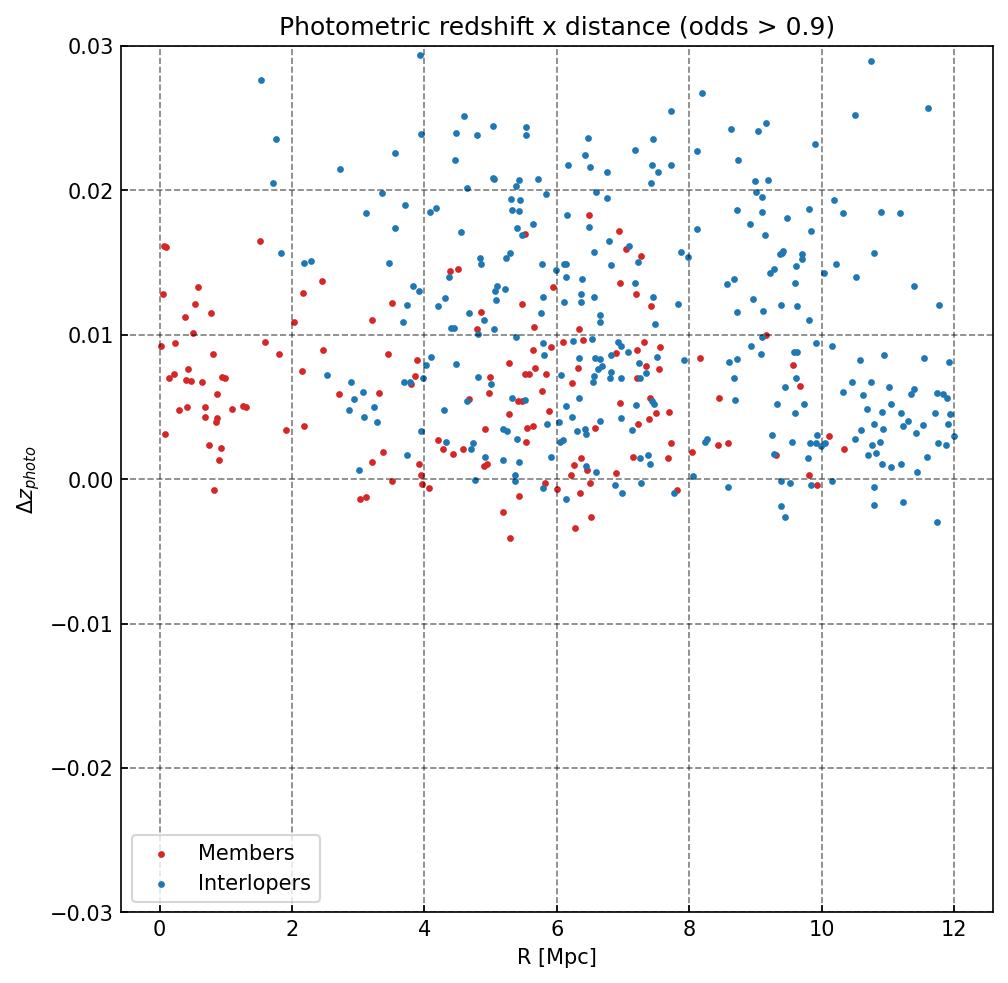 Photometric redshift x distance (odds > 0.9)
0.03
0.02
0.01
0.00
−0.01
−0.02
−0.03
Δz_photo
Members
Interlopers
0 2 4 6 8 10 12
R [Mpc]